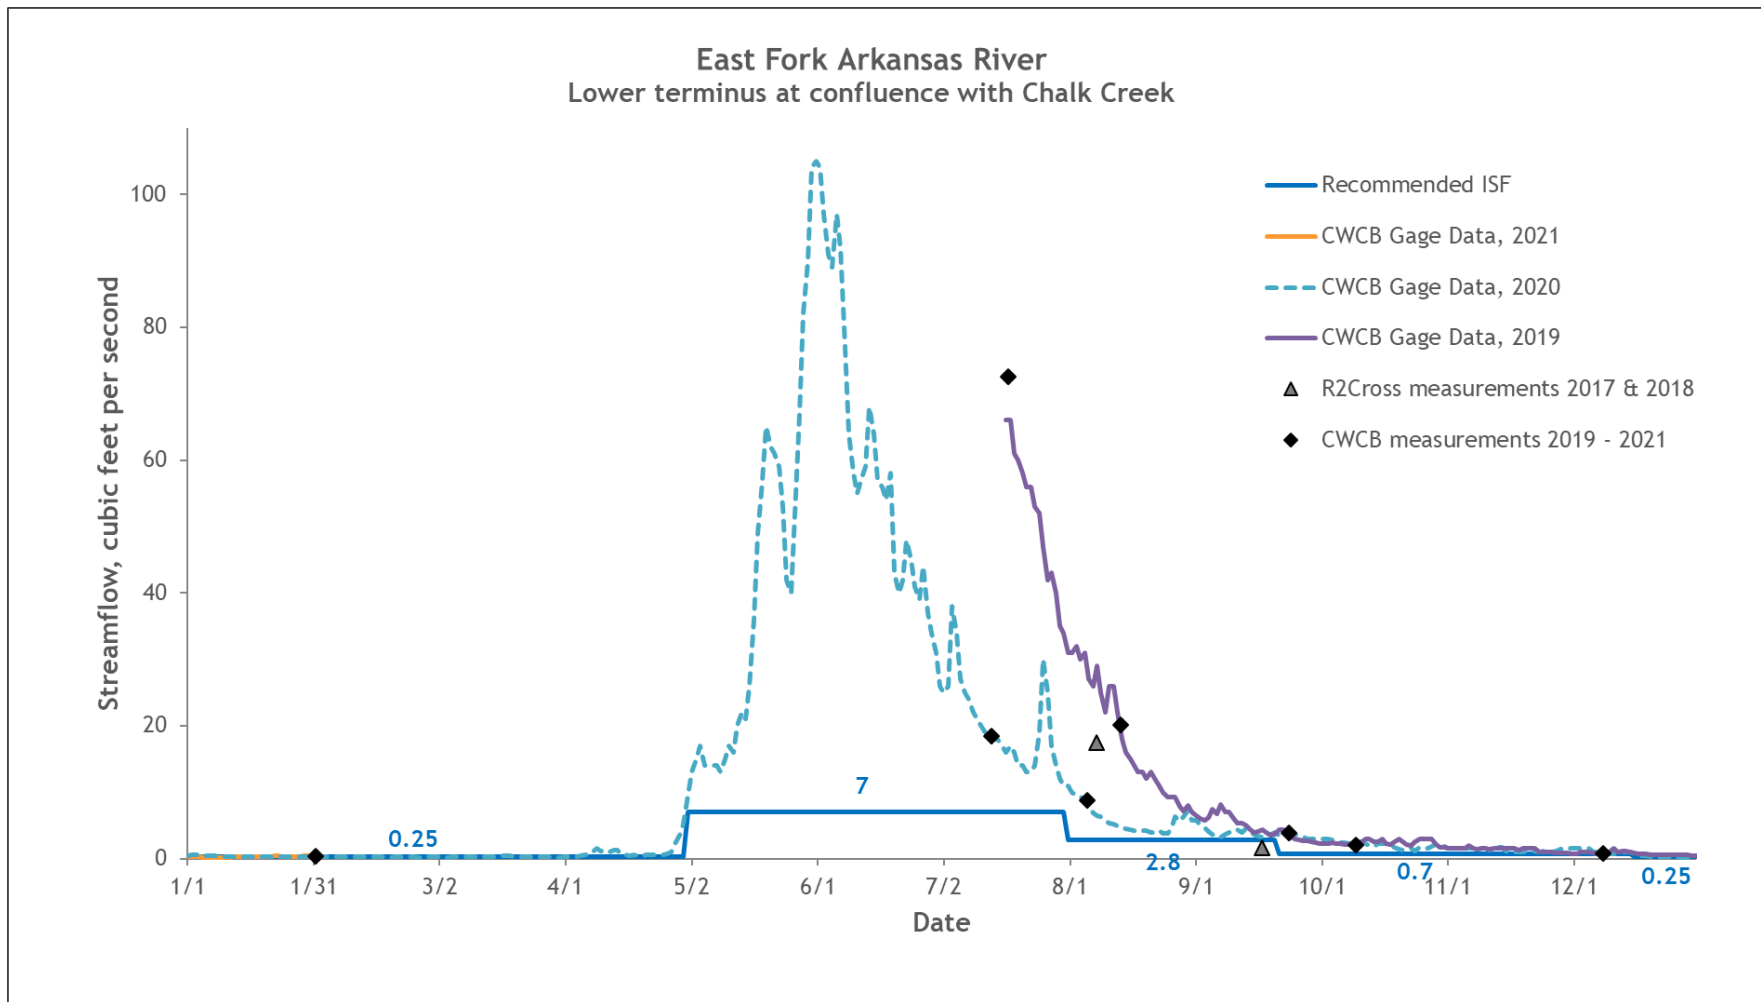 East Fork Arkansas River
Lower terminus at confluence with Chalk Creek
Streamflow, cubic feet per second
100
80
60
40
20
0
Recommended ISF
CWCB Gage Data, 2021
CWCB Gage Data, 2020
CWCB Gage Data, 2019
R2Cross measurements 2017 & 2018
CWCB measurements 2019 - 2021
0.25
7
2.8
0.7
0.25
1/1 1/31 3/2 4/1 5/2 6/1 7/2 8/1 9/1 10/1 11/1 12/1
Date